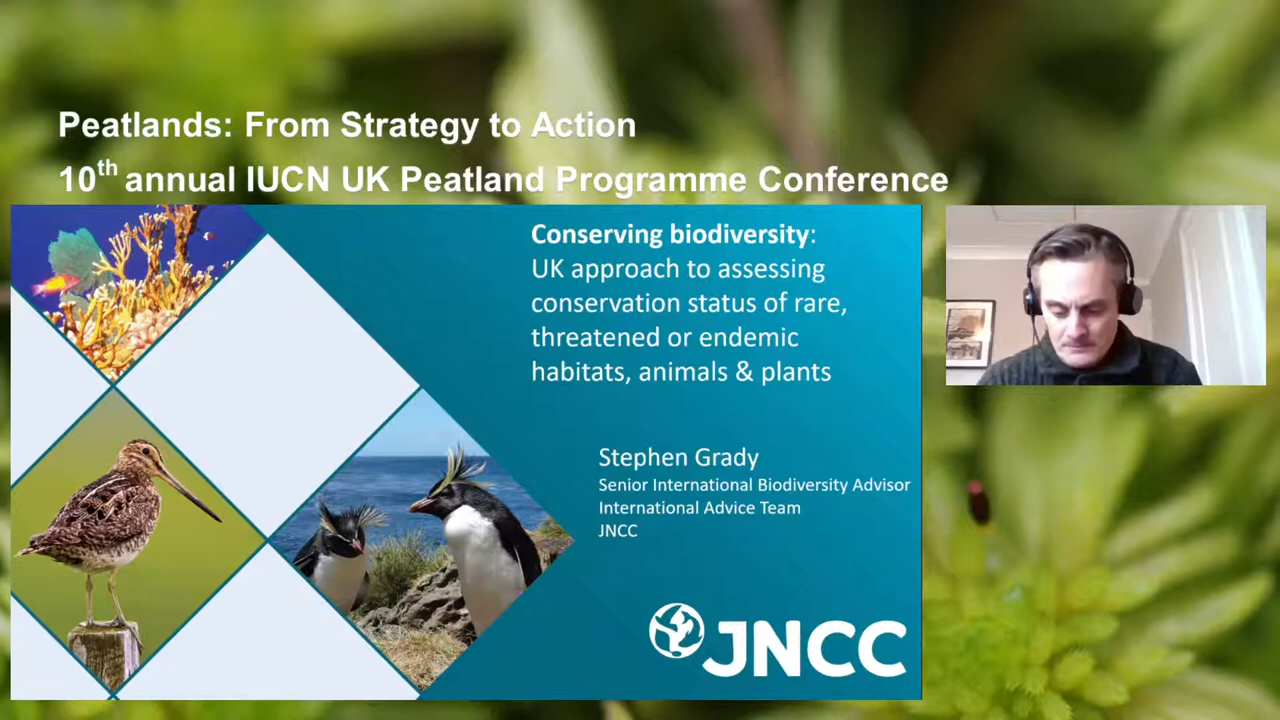 Peatlands: From Strategy to Action
10th annual IUCN UK Peatland Programme Conference
Conserving biodiversity:
UK approach to assessing
conservation status of rare,
threatened or endemic
habitats, animals & plants
Stephen Grady
Senior International Biodiversity Advisor
International Advice Team
JNCC
JNCC